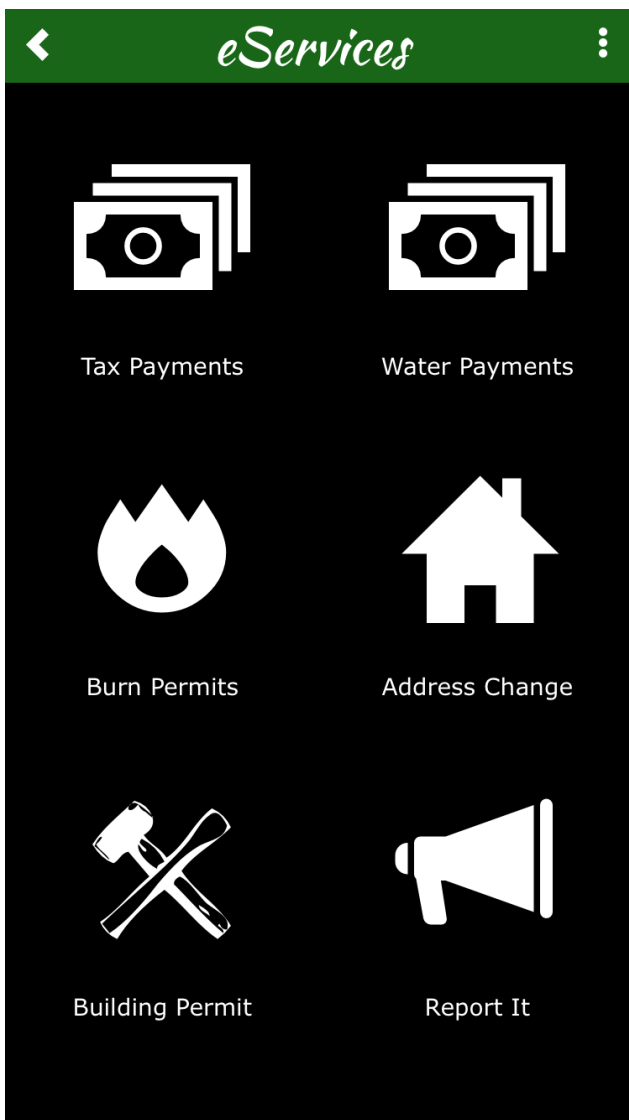 eServices
Tax Payments
Water Payments
Burn Permits
Address Change
Building Permit
Report It